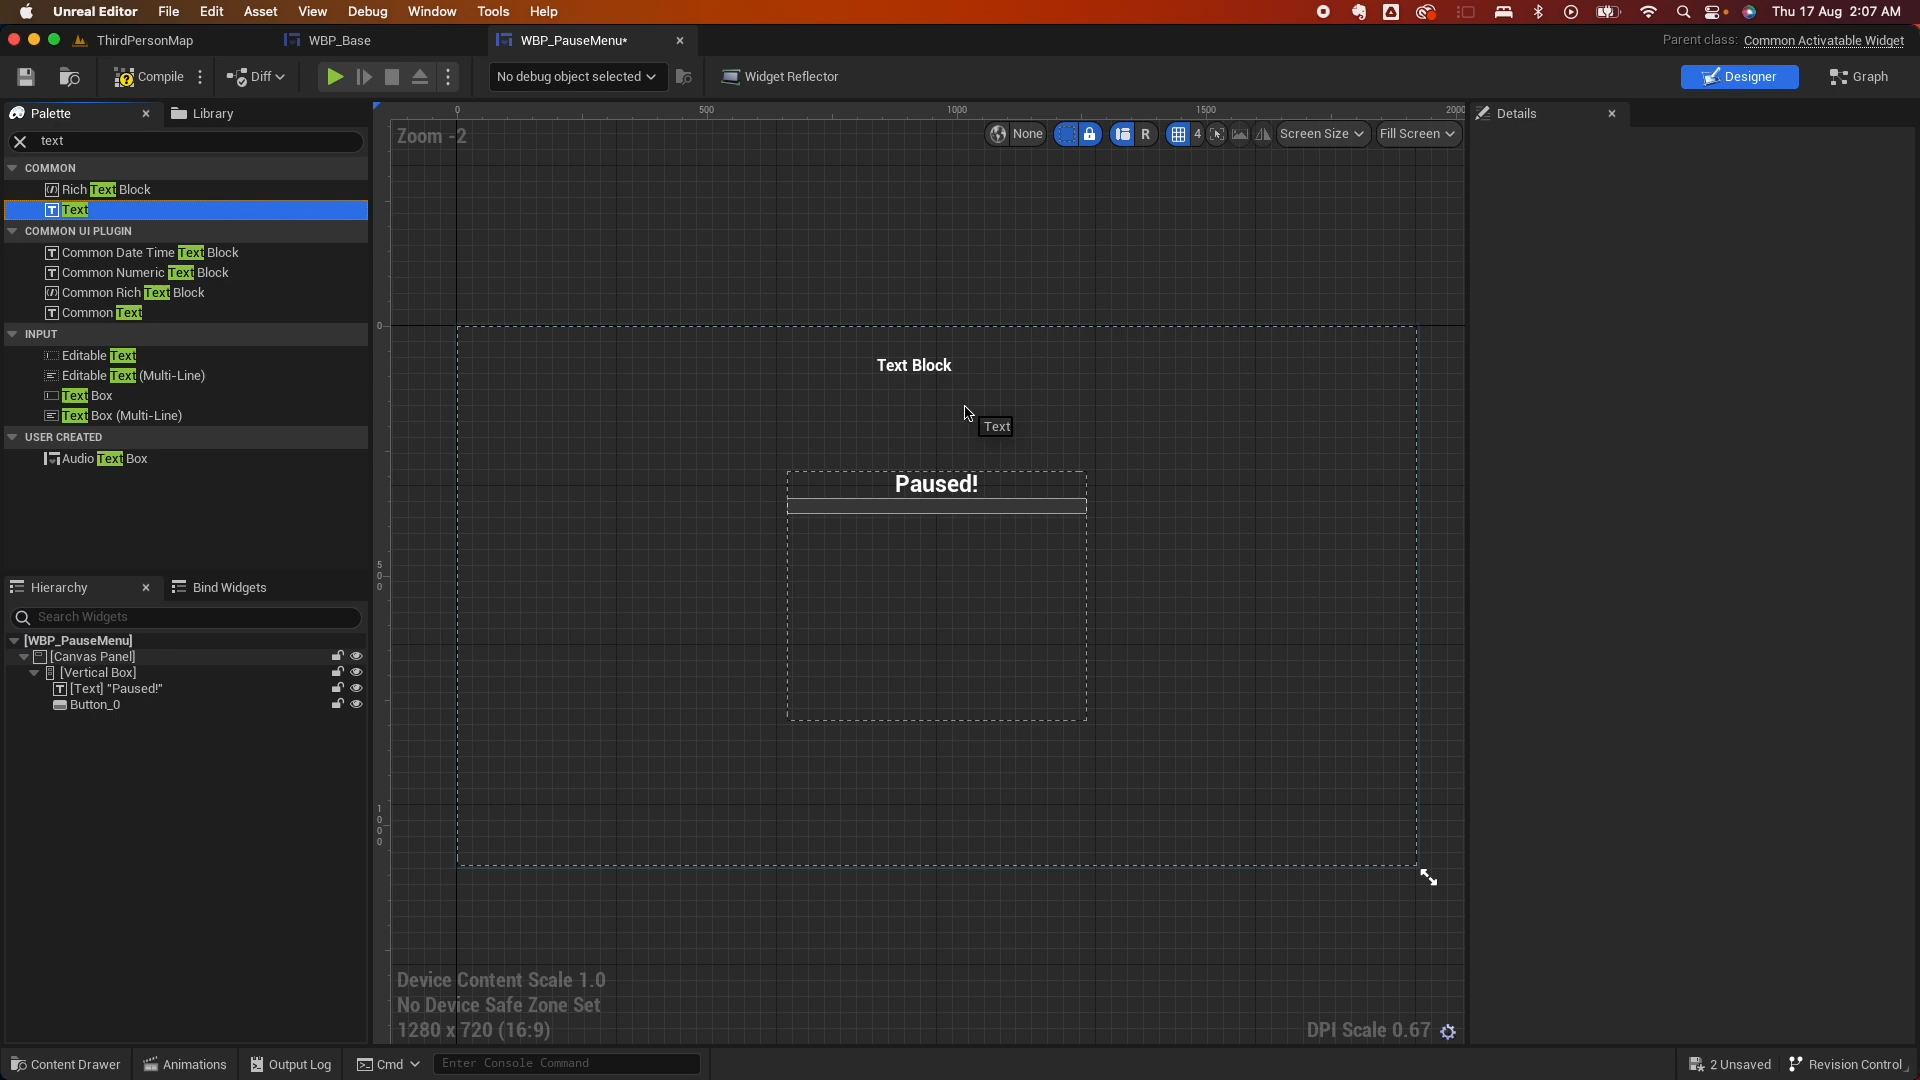 Unreal Editor File Edit Asset View Debug Window Tools Help Thu 17 Aug 2:07 AM
ThirdPersonMap WBP_Base WBP_PauseMenu* Parent class: Common Activatable Widget
Compile Diff No debug object selected Widget Reflector Designer Graph
Palette Library Details
text
COMMON
Rich Text Block
Text
COMMON UI PLUGIN
Common Date Time Text Block
Common Numeric Text Block
Common Rich Text Block
Common Text
INPUT
Editable Text
Editable Text (Multi-Line)
Text Box
Text Box (Multi-Line)
USER CREATED
Audio Text Box
Hierarchy Bind Widgets
Search Widgets
[WBP_PauseMenu]
[Canvas Panel]
[Vertical Box]
[Text] "Paused!"
Button_0
0 500 1000 1500 2000
Zoom -2
None R 4 Screen Size Fill Screen
0
500
1000
Text Block
Text
Paused!
Device Content Scale 1.0
No Device Safe Zone Set
1280 x 720 (16:9)
DPI Scale 0.67
Content Drawer Animations Output Log Cmd Enter Console Command 2 Unsaved Revision Control